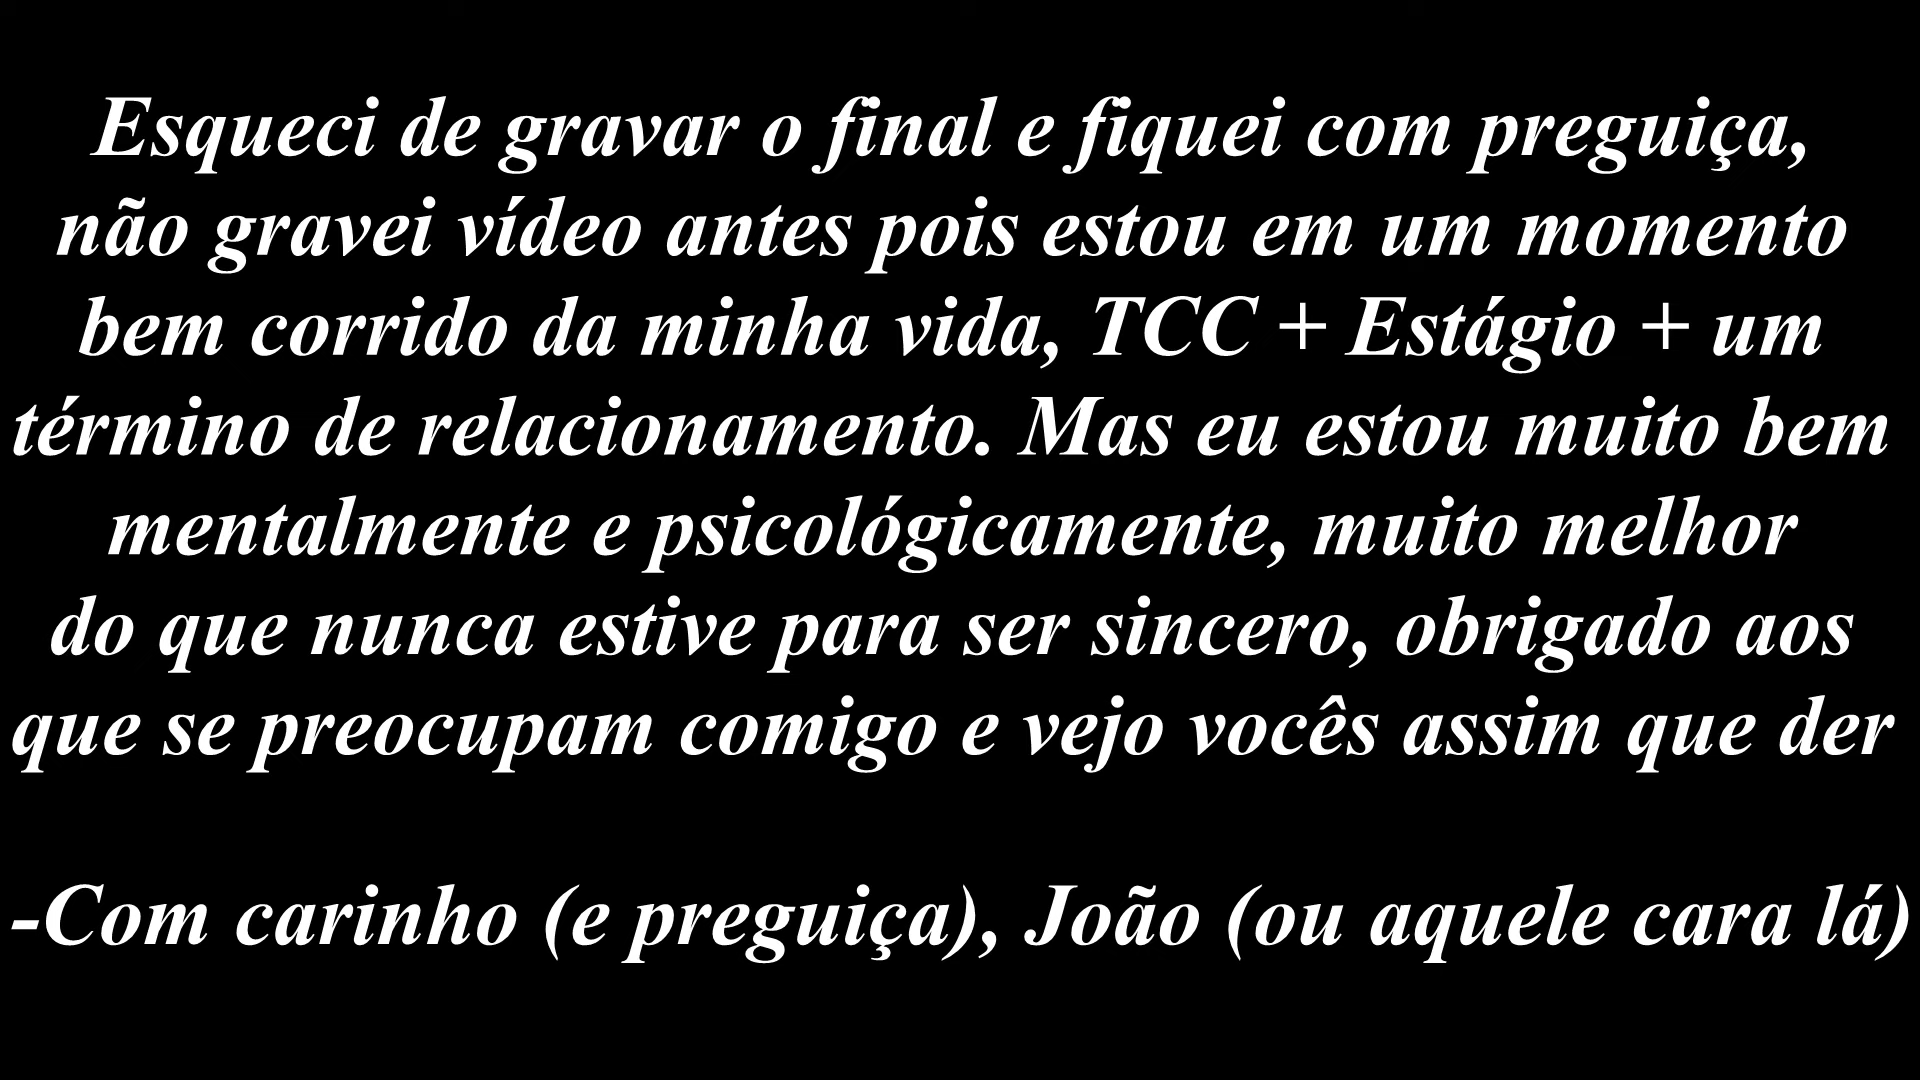 Esqueci de gravar o final e fiquei com preguiça,
não gravei vídeo antes pois estou em um momento
bem corrido da minha vida, TCC + Estágio + um
término de relacionamento. Mas eu estou muito bem
mentalmente e psicológicamente, muito melhor
do que nunca estive para ser sincero, obrigado aos
que se preocupam comigo e vejo vocês assim que der
-Com carinho (e preguiça), João (ou aquele cara lá)